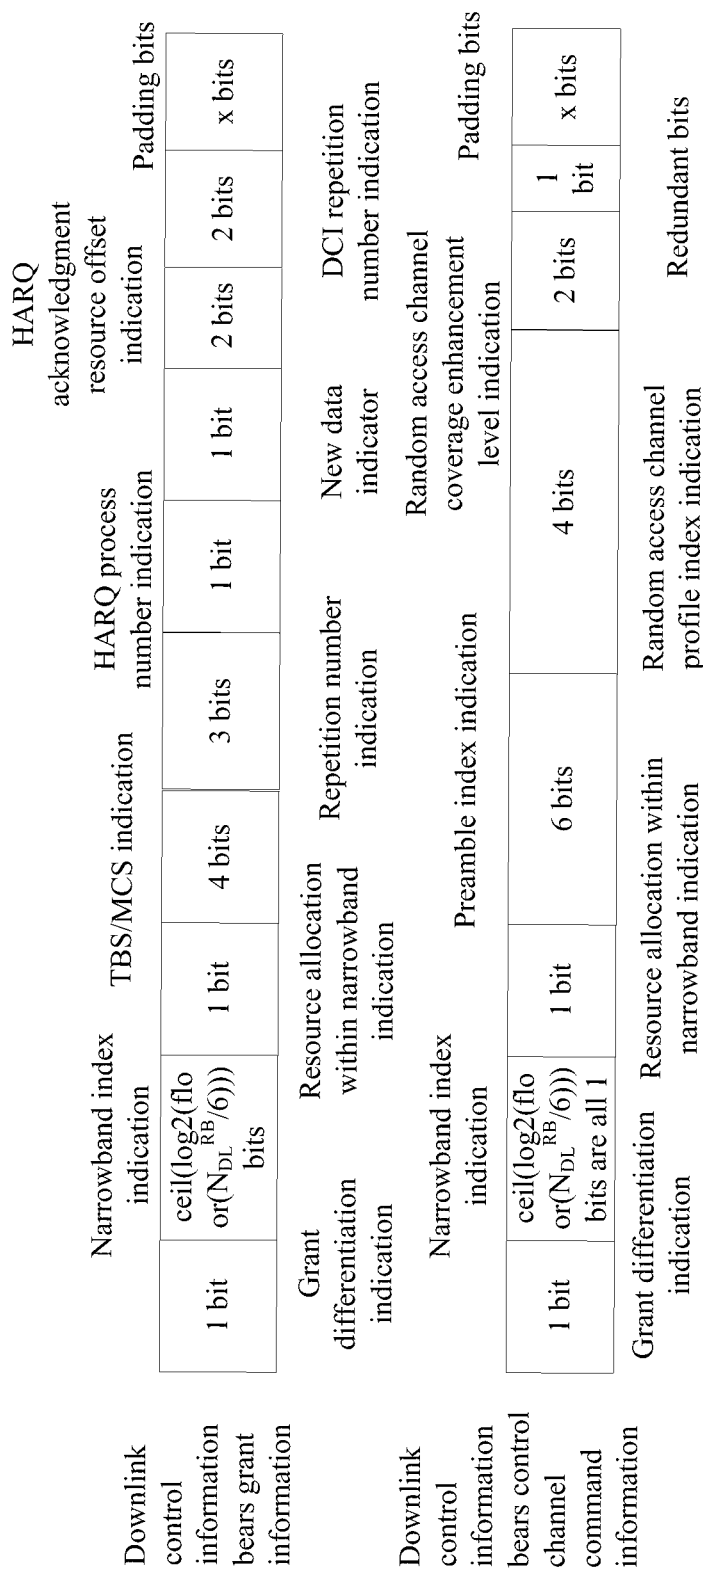 Downlink
control
information
bears grant
information
Narrowband index
indication
TBS/MCS indication
HARQ process
number indication
HARQ
acknowledgment
resource offset
indication
Padding bits
1 bit
ceil(log2(flo
or(N_DL^RB/6)))
bits
1 bit
4 bits
3 bits
1 bit
1 bit
2 bits
2 bits
x bits
Grant
differentiation
indication
Resource allocation
within narrowband
indication
Repetition number
indication
New data
indicator
DCI repetition
number indication
Downlink
control
information
bears control
channel
command
information
Narrowband index
indication
Preamble index indication
Random access channel
coverage enhancement
level indication
Padding bits
1 bit
ceil(log2(flo
or(N_DL^RB/6)))
bits are all 1
1 bit
6 bits
4 bits
2 bits
1
bit
x bits
Grant differentiation
indication
Resource allocation within
narrowband indication
Random access channel
profile index indication
Redundant bits